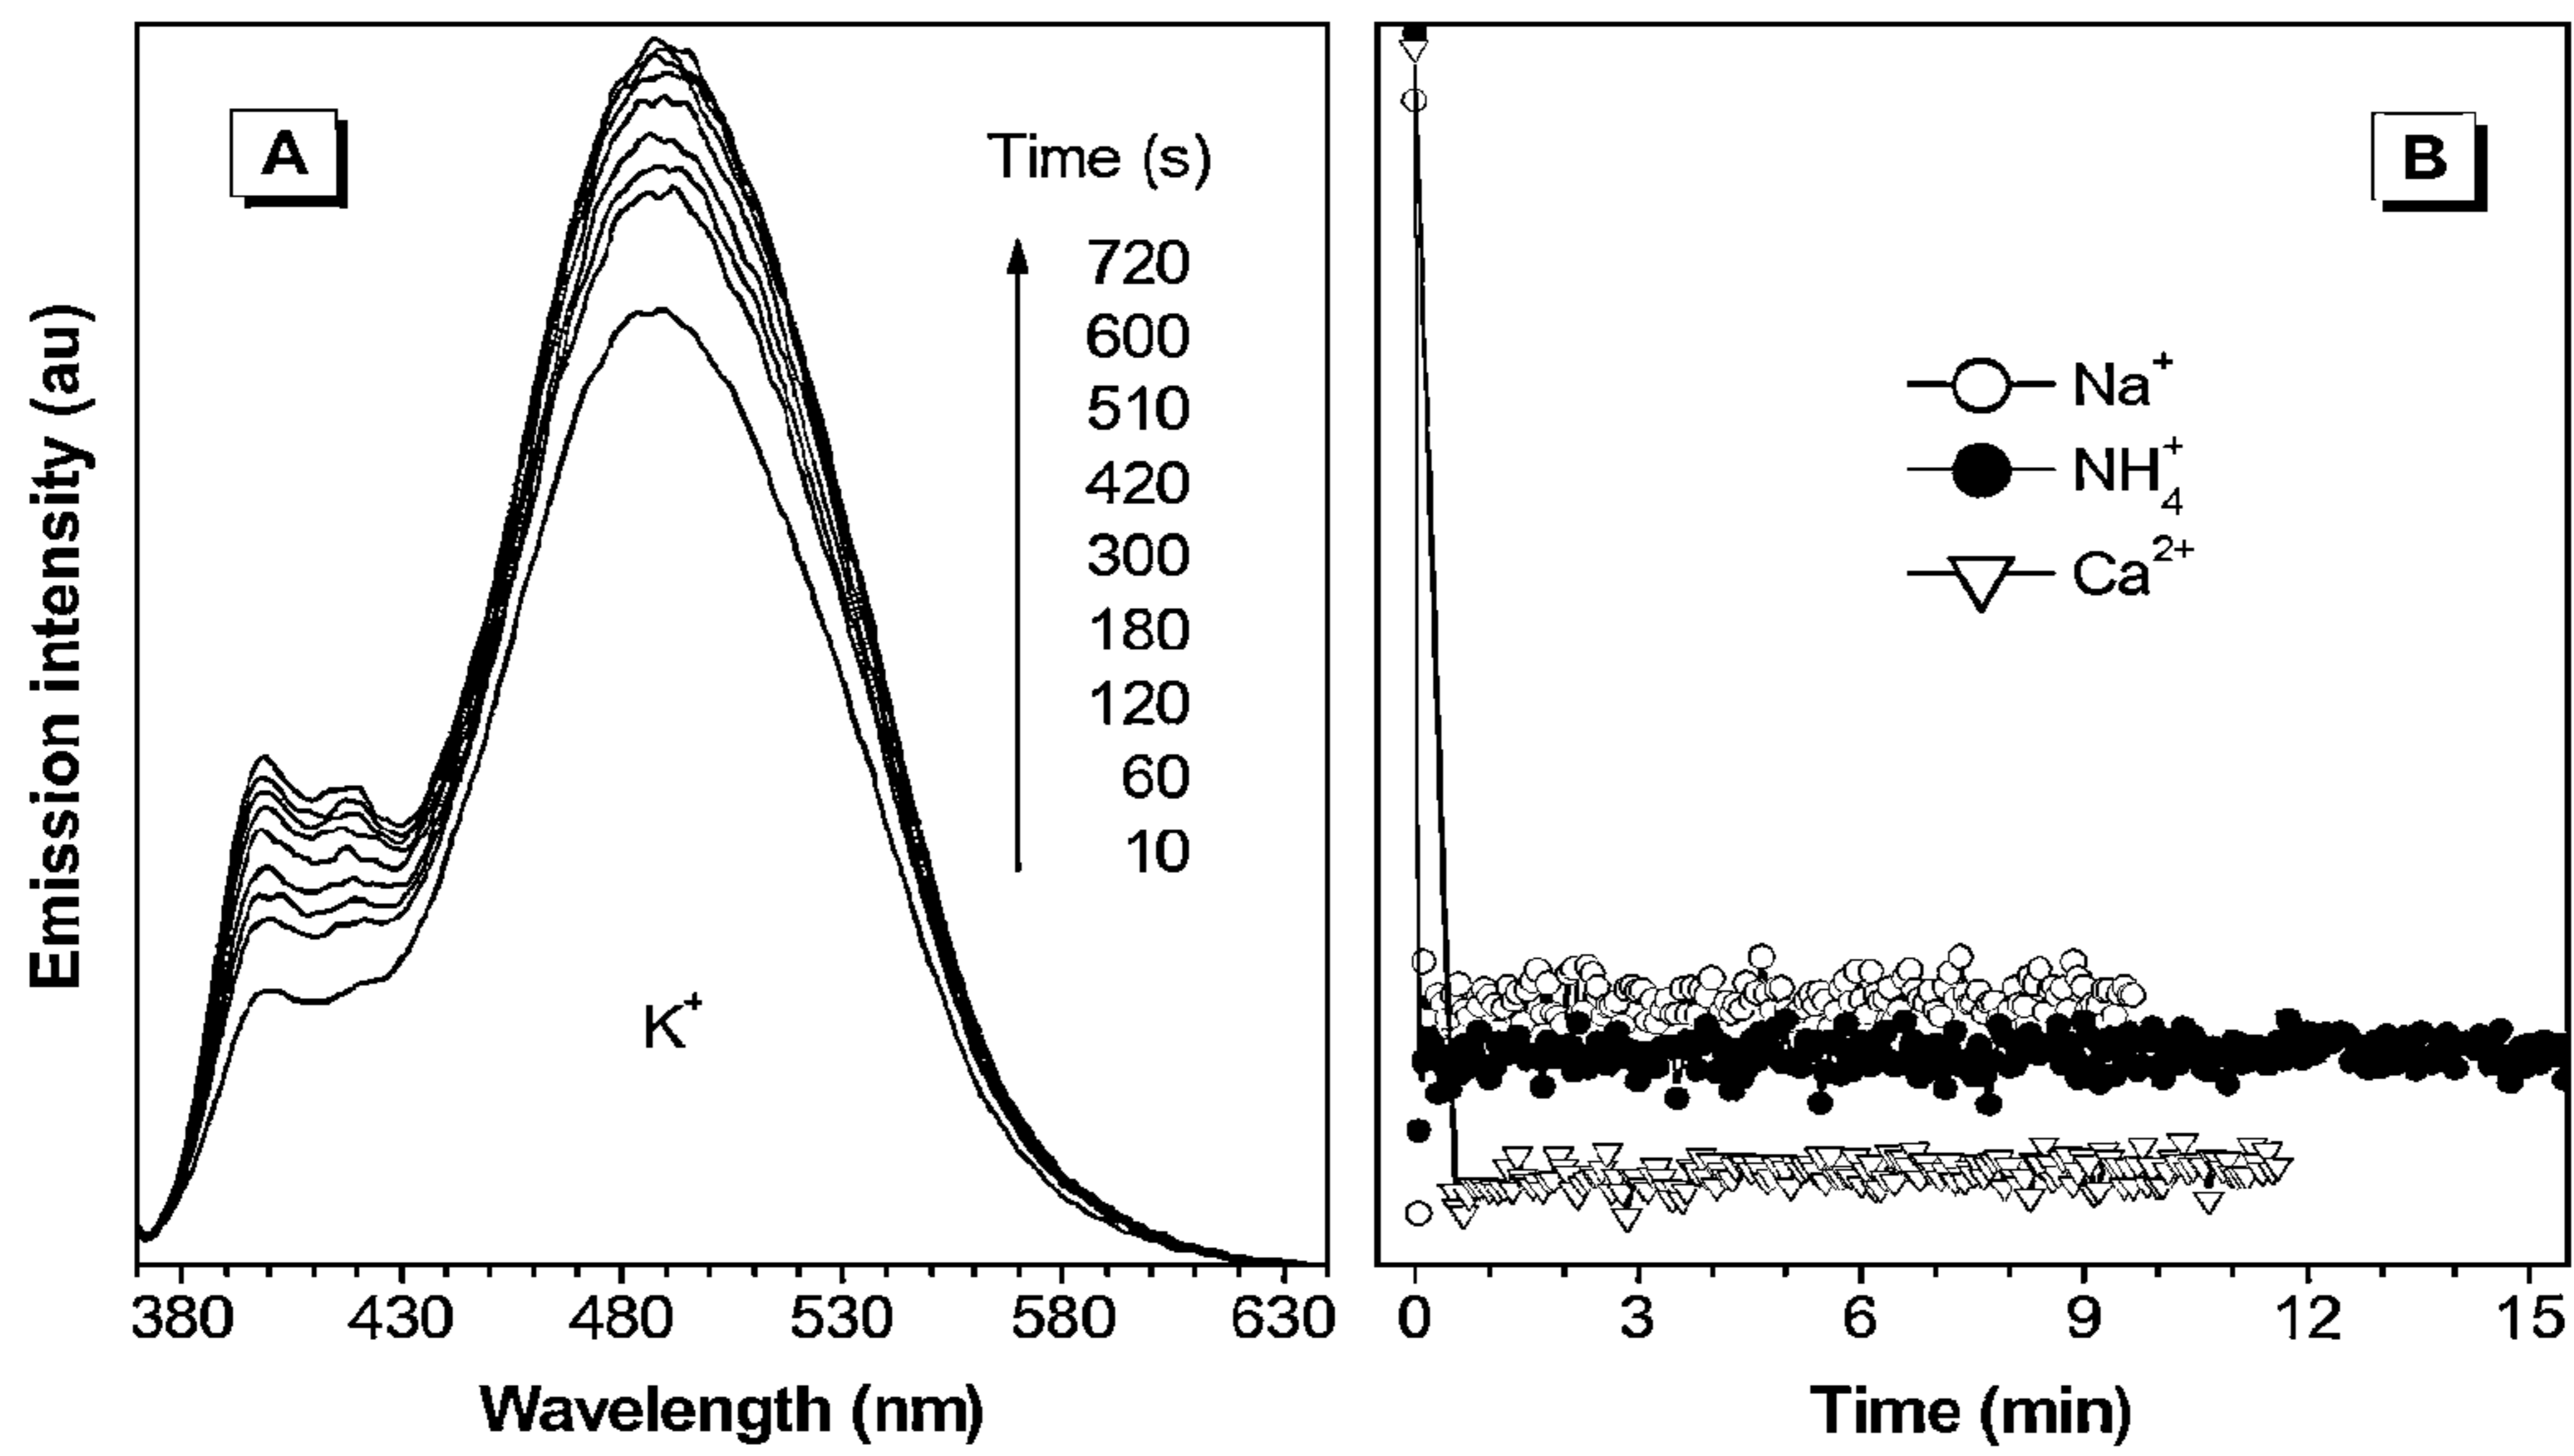 A
Time (s)
720
600
510
420
300
180
120
60
10
K⁺
Emission intensity (au)
380 430 480 530 580 630
Wavelength (nm)
B
Na⁺
NH₄⁺
Ca²⁺
0 3 6 9 12 15
Time (min)